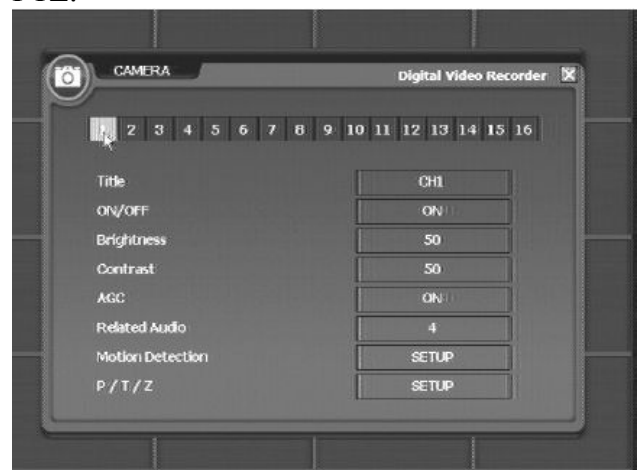 CAMERA Digital Video Recorder
1 2 3 4 5 6 7 8 9 10 11 12 13 14 15 16
Title CH1
ON/OFF ON
Brightness 50
Contrast 50
AGC ON
Related Audio 4
Motion Detection SETUP
P / T / Z SETUP